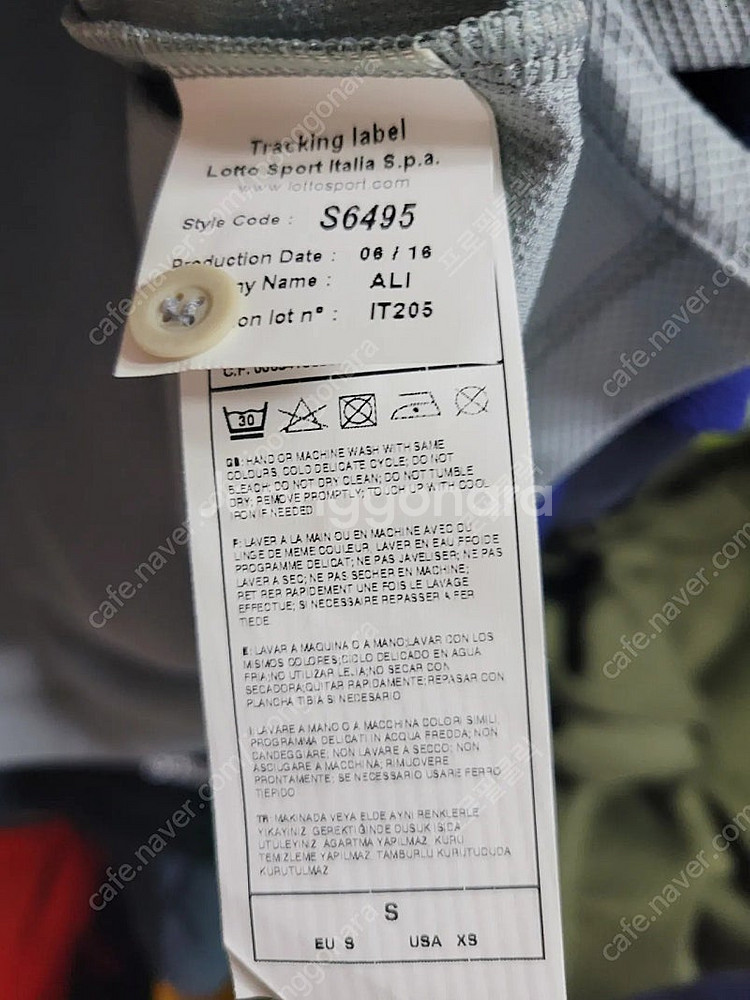 Tracking label
Lotto Sport Italia S.p.a.
www.lottosport.com
Style Code : S6495
Production Date : 06 / 16
ny Name : ALI
on lot n° : IT205
C.F.
30
GB: HAND OR MACHINE WASH WITH SAME
COLOURS, COLD DELICATE CYCLE; DO NOT
BLEACH; DO NOT DRY CLEAN; DO NOT TUMBLE
DRY; REMOVE PROMPTLY; TOUCH UP WITH COOL
IRON IF NEEDED
F: LAVER A LA MAIN OU EN MACHINE AVEC DU
LINGE DE MEME COULEUR, LAVER EN EAU FROIDE
PROGRAMME DELICAT; NE PAS JAVELISER; NE PAS
LAVER A SEC; NE PAS SECHER EN MACHINE;
RETIRER RAPIDEMENT UNE FOIS LE LAVAGE
EFFECTUE; SI NECESSAIRE REPASSER A FER
TIEDE
E: LAVAR A MAQUINA O A MANO;LAVAR CON LOS
MISMOS COLORES;CICLO DELICADO EN AGUA
FRIA;NO UTILIZAR LEJIA;NO SECAR CON
SECADORA;QUITAR RAPIDAMENTE;REPASAR CON
PLANCHA TIBIA SI NECESARIO
I: LAVARE A MANO O A MACCHINA COLORI SIMILI,
PROGRAMMA DELICATI IN ACQUA FREDDA; NON
CANDEGGIARE; NON LAVARE A SECCO; NON
ASCIUGARE A MACCHINA; RIMUOVERE
PRONTAMENTE; SE NECESSARIO USARE FERRO
TIEPIDO
TR: MAKINADA VEYA ELDE AYNI RENKLERLE
YIKAYINIZ. GEREKTIĞINDE DUSUK ISIDA
UTULEYINIZ. AGARTMA YAPILMAZ. KURU
TEMIZLEME YAPILMAZ. TAMBURLU KURUTUCUDA
KURUTULMAZ
S
EU S USA XS
cafe.naver.com/joonggonara